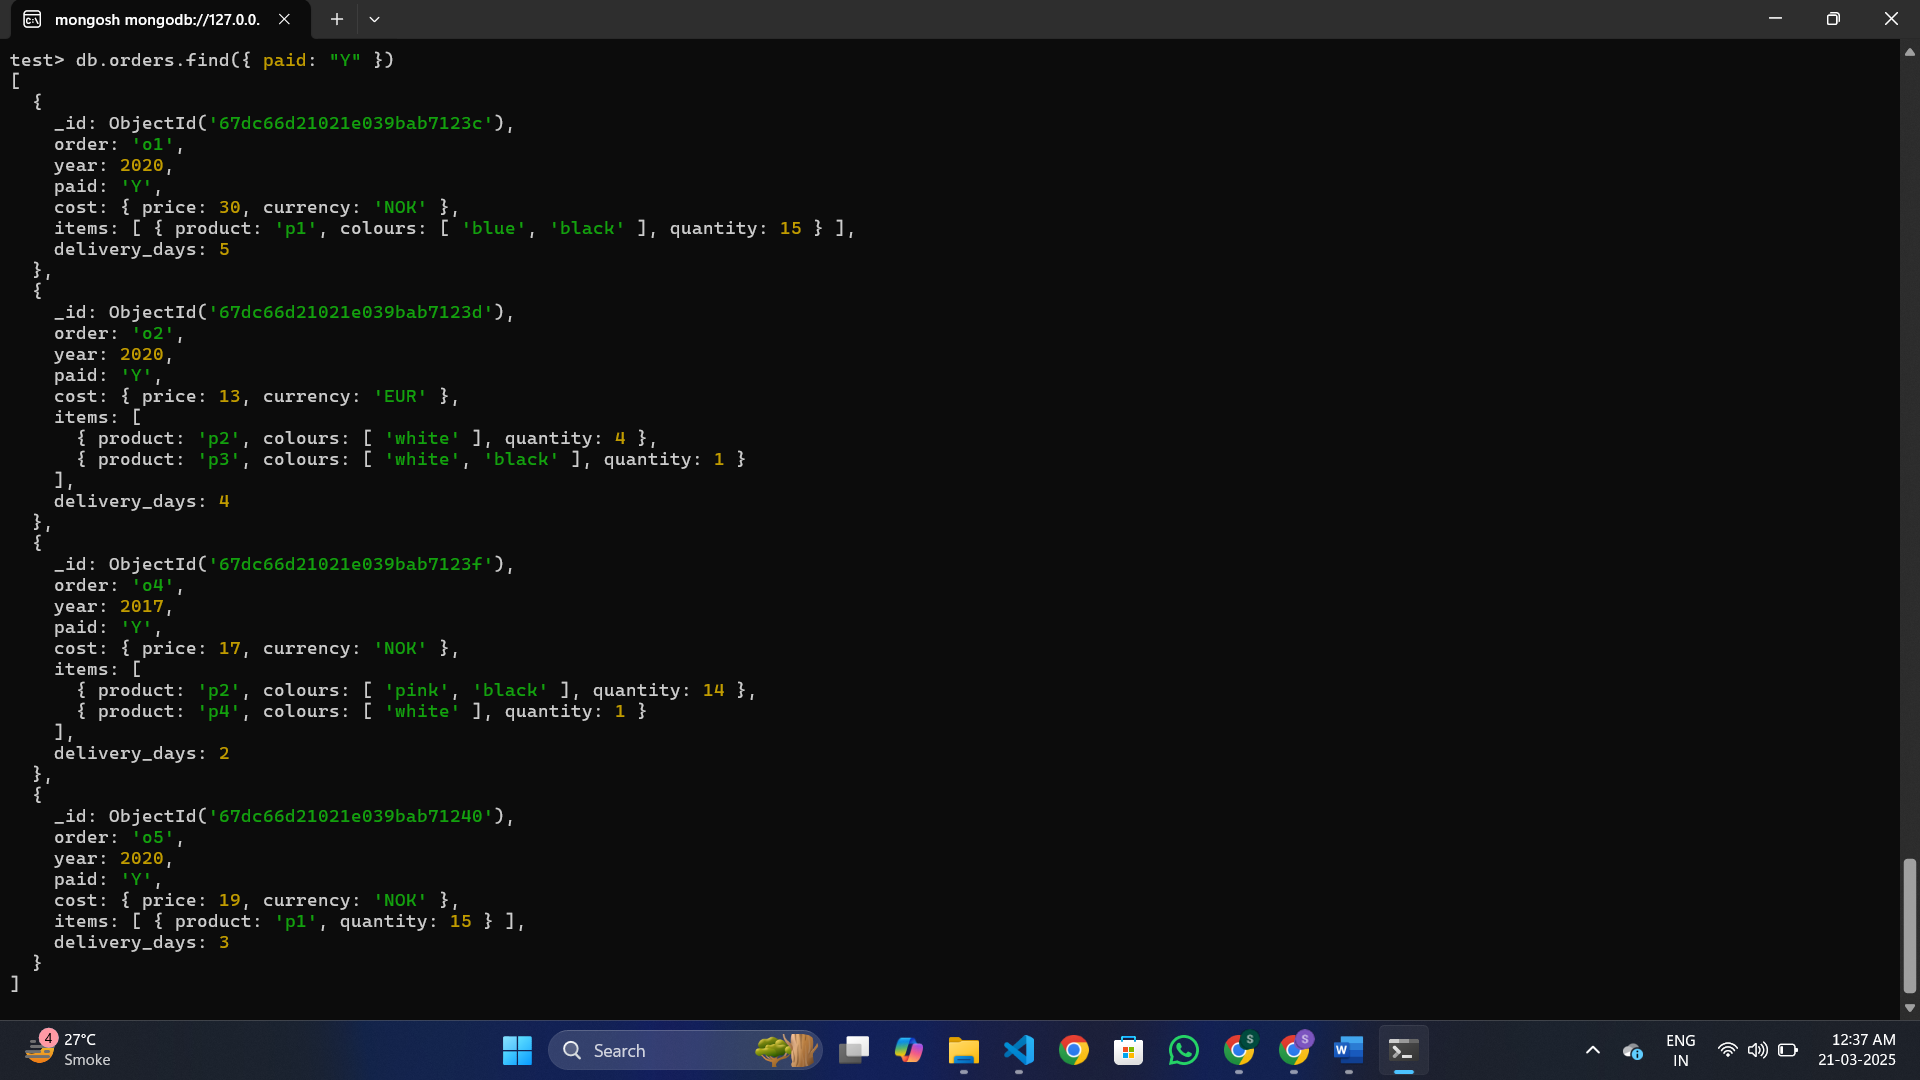 mongosh mongodb://127.0.0.
test> db.orders.find({ paid: "Y" })
[
  {
    _id: ObjectId('67dc66d21021e039bab7123c'),
    order: 'o1',
    year: 2020,
    paid: 'Y',
    cost: { price: 30, currency: 'NOK' },
    items: [ { product: 'p1', colours: [ 'blue', 'black' ], quantity: 15 } ],
    delivery_days: 5
  },
  {
    _id: ObjectId('67dc66d21021e039bab7123d'),
    order: 'o2',
    year: 2020,
    paid: 'Y',
    cost: { price: 13, currency: 'EUR' },
    items: [
      { product: 'p2', colours: [ 'white' ], quantity: 4 },
      { product: 'p3', colours: [ 'white', 'black' ], quantity: 1 }
    ],
    delivery_days: 4
  },
  {
    _id: ObjectId('67dc66d21021e039bab7123f'),
    order: 'o4',
    year: 2017,
    paid: 'Y',
    cost: { price: 17, currency: 'NOK' },
    items: [
      { product: 'p2', colours: [ 'pink', 'black' ], quantity: 14 },
      { product: 'p4', colours: [ 'white' ], quantity: 1 }
    ],
    delivery_days: 2
  },
  {
    _id: ObjectId('67dc66d21021e039bab71240'),
    order: 'o5',
    year: 2020,
    paid: 'Y',
    cost: { price: 19, currency: 'NOK' },
    items: [ { product: 'p1', quantity: 15 } ],
    delivery_days: 3
  }
]
4
27°C
Smoke
Search
S
S
W
ENG
IN
12:37 AM
21-03-2025